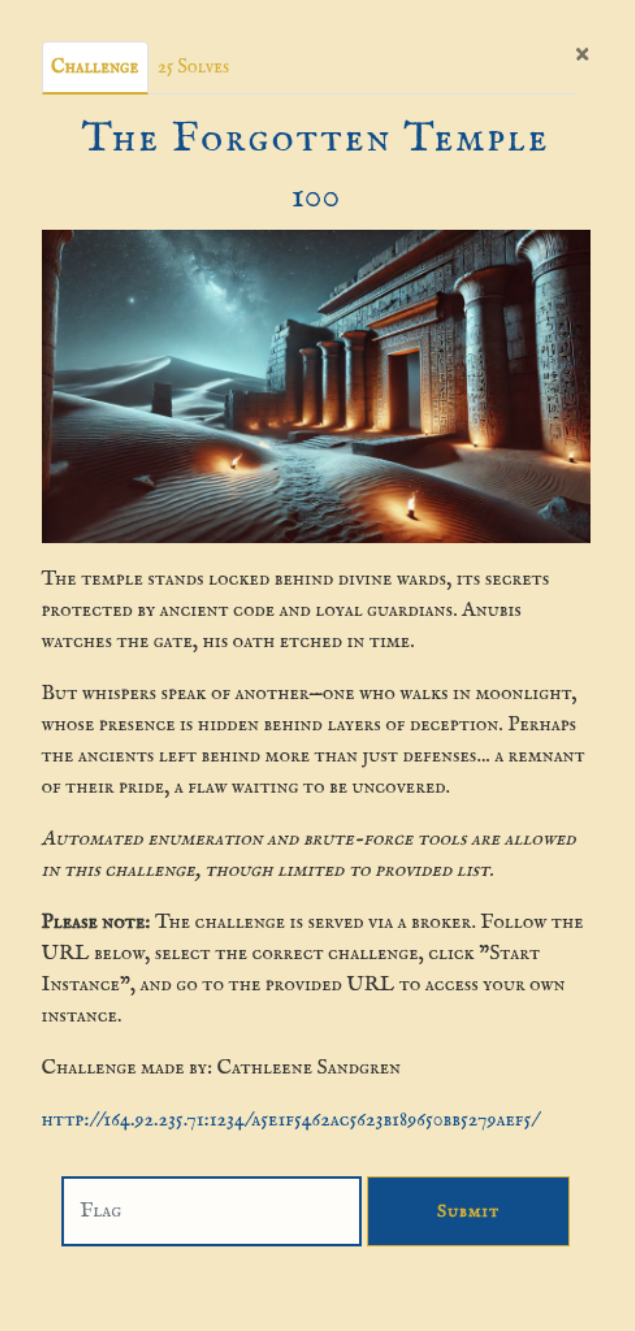 Challenge
25 Solves
×
The Forgotten Temple
100
The temple stands locked behind divine wards, its secrets
protected by ancient code and loyal guardians. Anubis
watches the gate, his oath etched in time.
But whispers speak of another—one who walks in moonlight,
whose presence is hidden behind layers of deception. Perhaps
the ancients left behind more than just defenses... a remnant
of their pride, a flaw waiting to be uncovered.
Automated enumeration and brute-force tools are allowed
in this challenge, though limited to provided list.
Please note: The challenge is served via a broker. Follow the
URL below, select the correct challenge, click "Start
Instance", and go to the provided URL to access your own
instance.
Challenge made by: Cathleene Sandgren
http://164.92.235.71:1234/a5e1f5462ac5623b189650bb5279aef5/
Flag
Submit